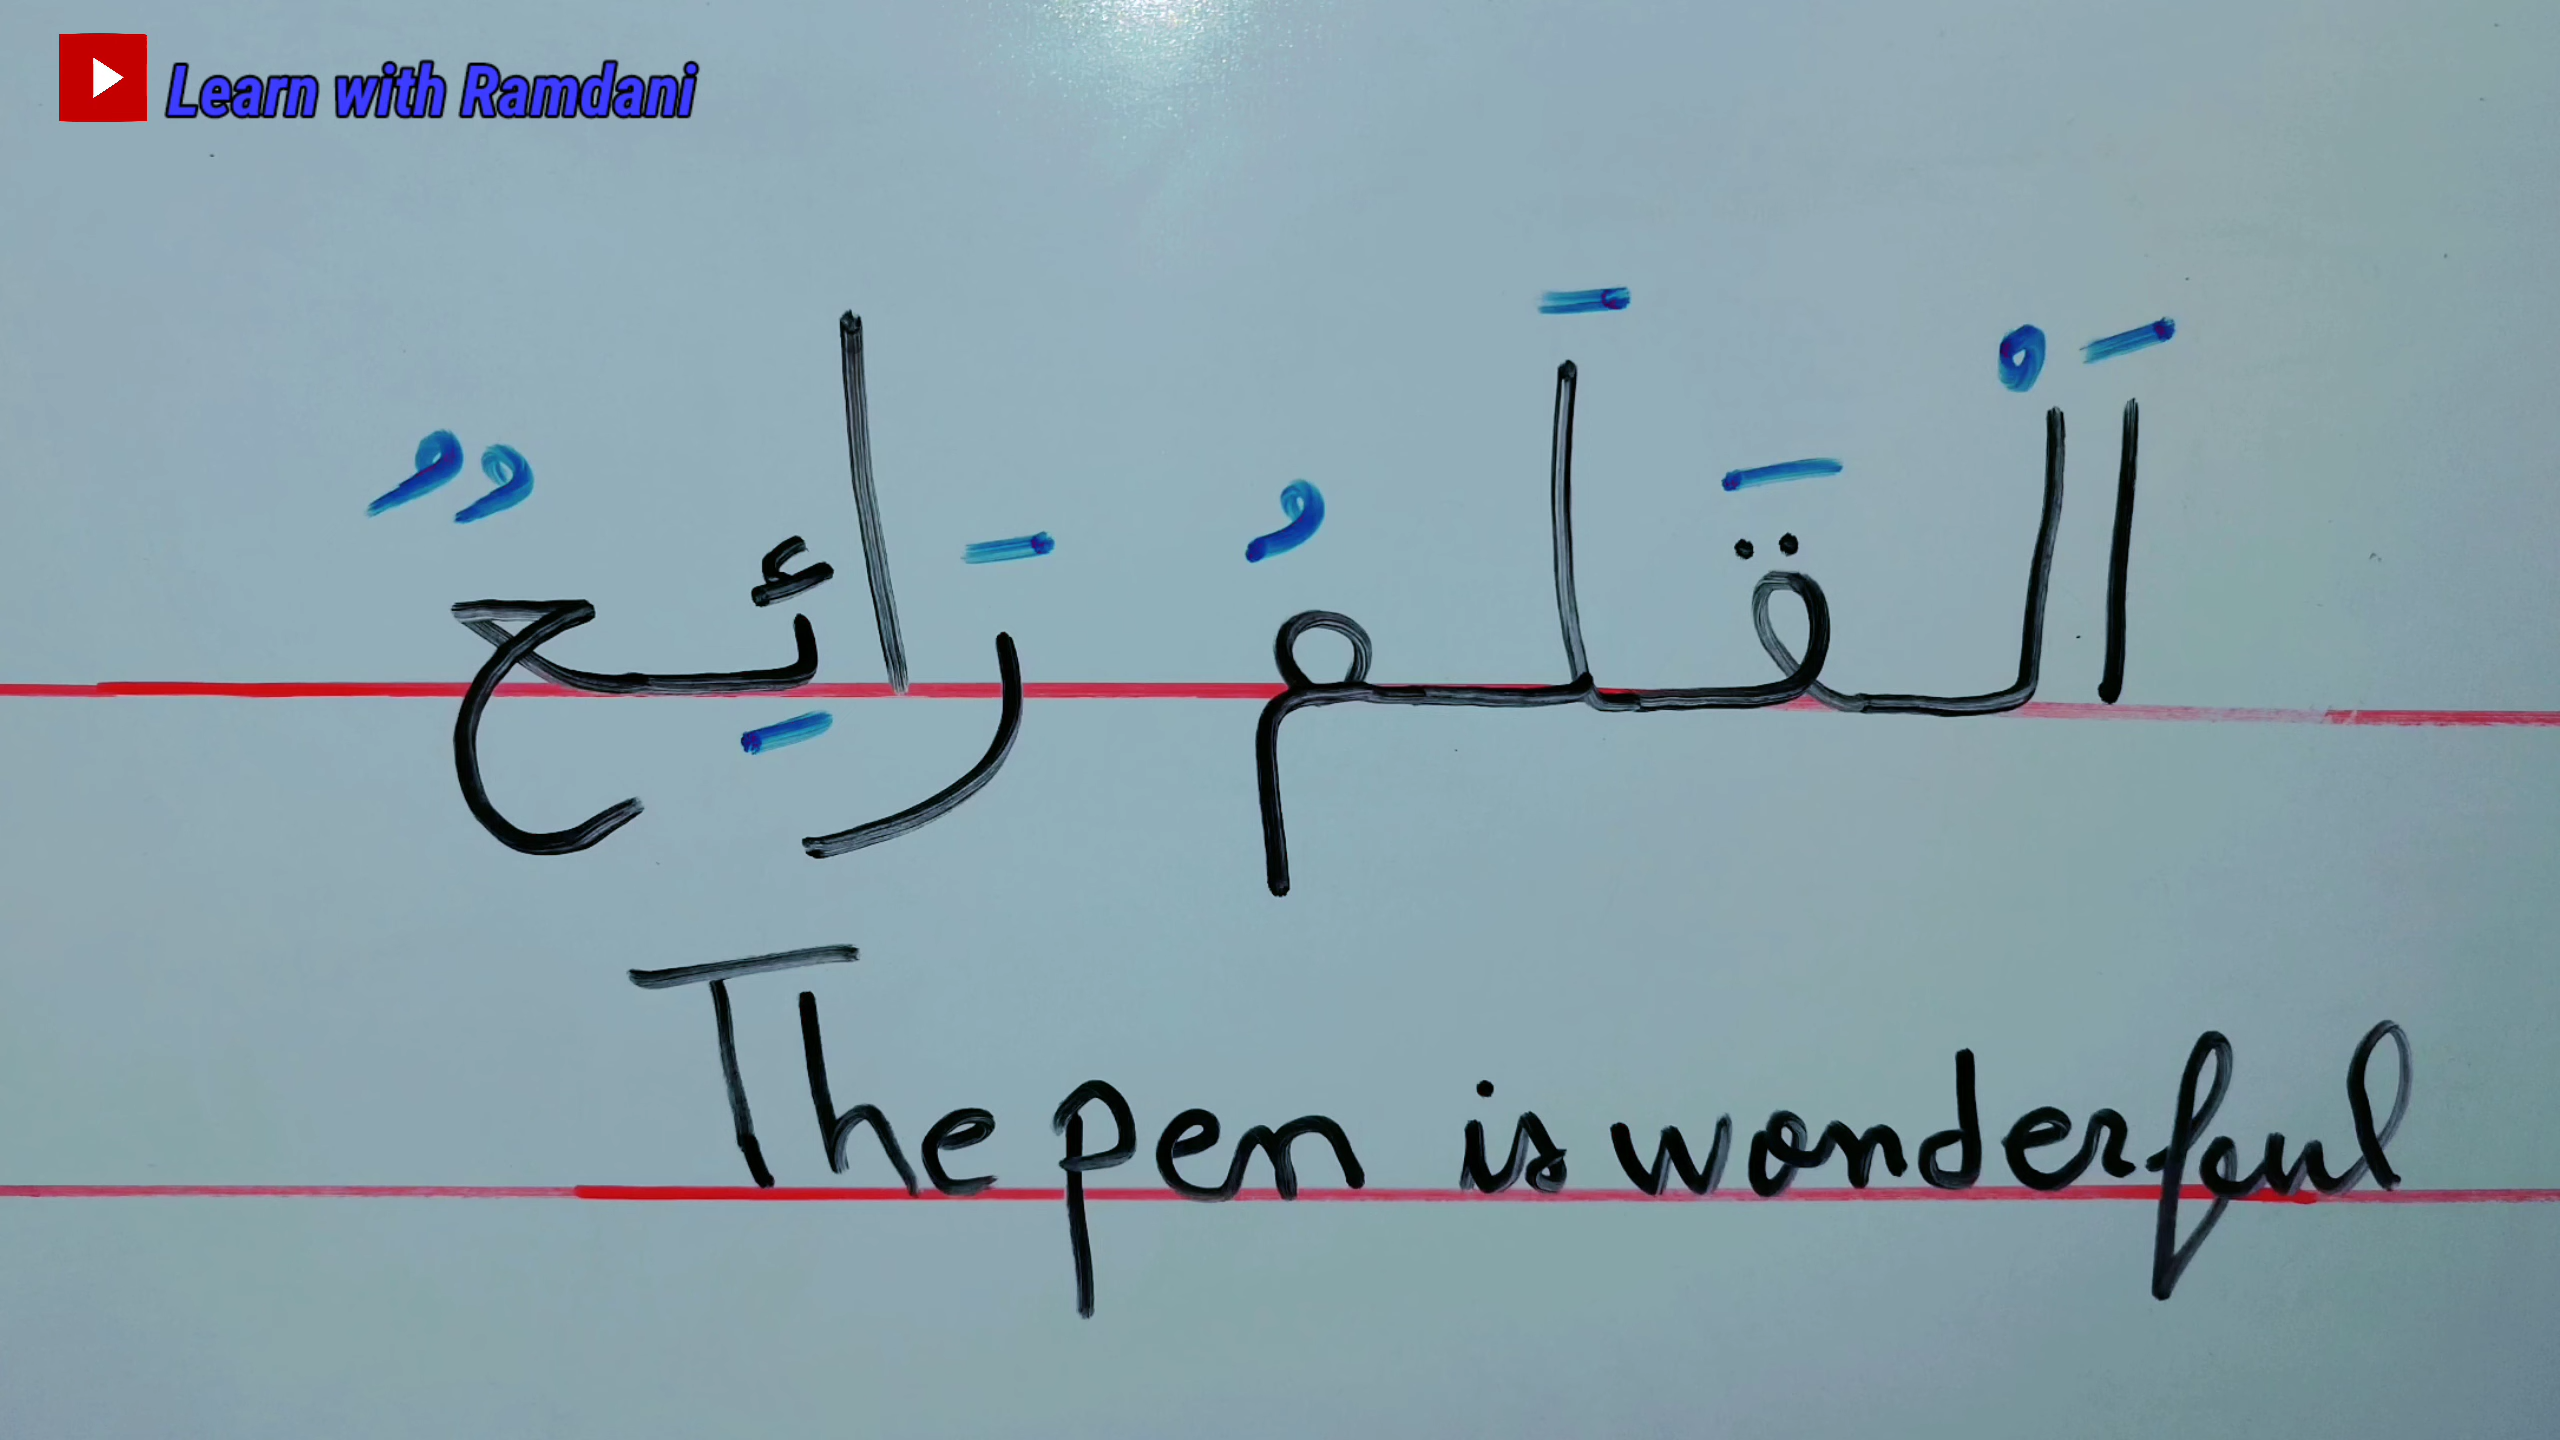 Learn with Ramdani
اَلْقَلَمُ رَائِعٌ
The pen is wonderful